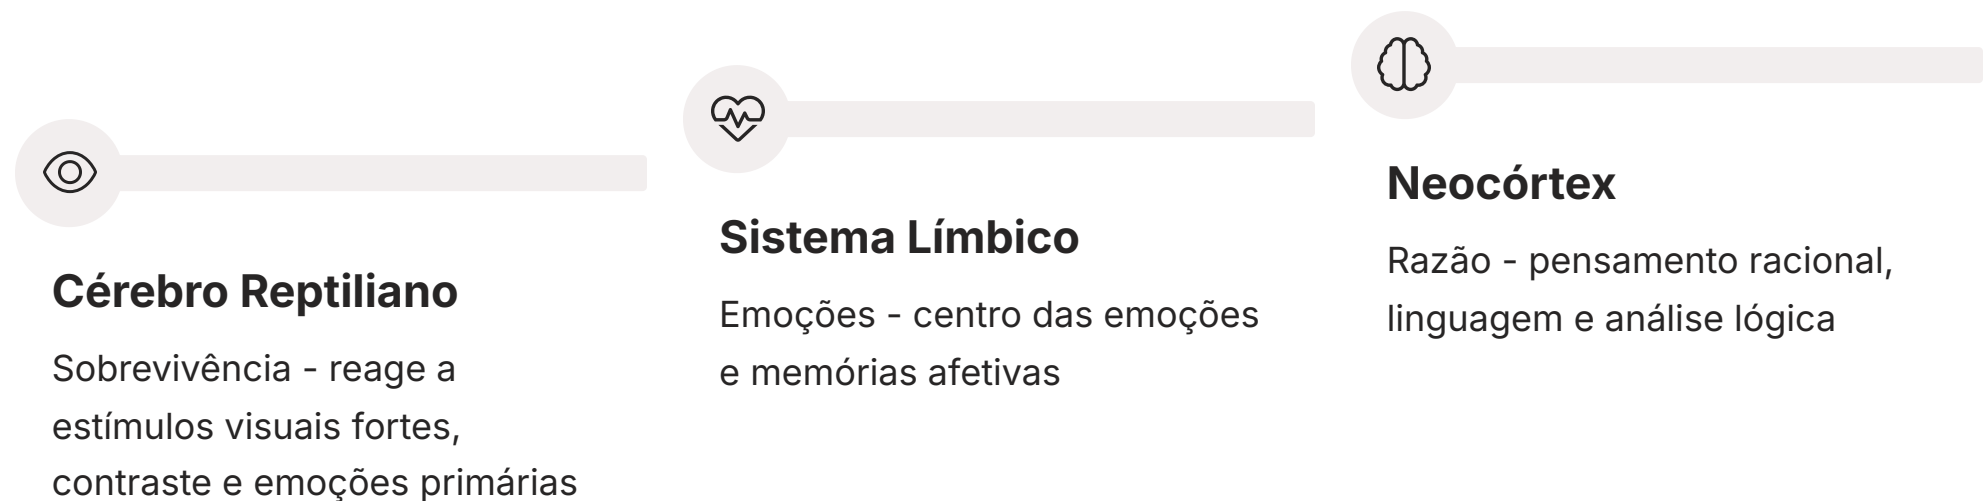 Cérebro Reptiliano
Sobrevivência - reage a
estímulos visuais fortes,
contraste e emoções primárias
Sistema Límbico
Emoções - centro das emoções
e memórias afetivas
Neocórtex
Razão - pensamento racional,
linguagem e análise lógica